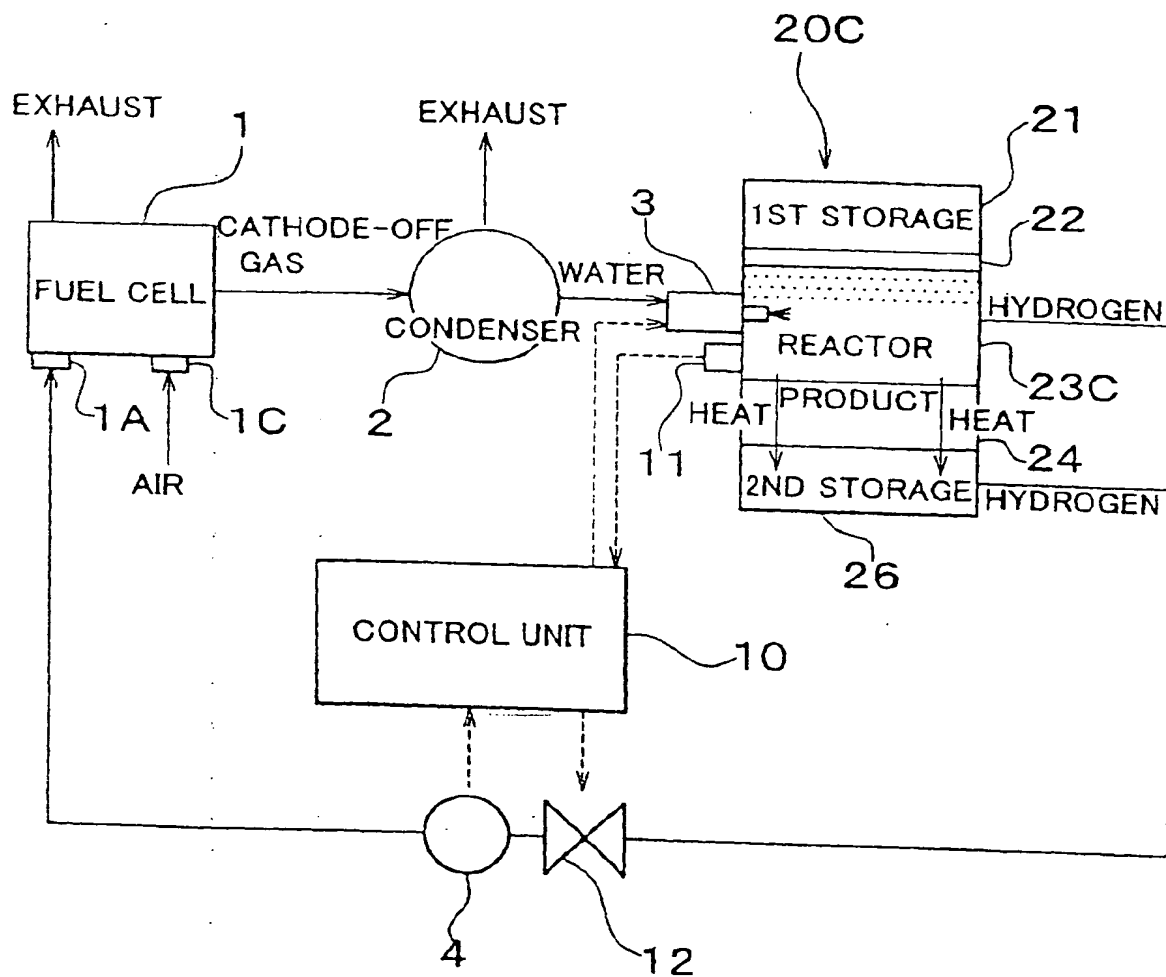 20C
EXHAUST
1
EXHAUST
21
3
1ST STORAGE
22
CATHODE-OFF
GAS
WATER
FUEL CELL
HYDROGEN
CONDENSER
REACTOR
23C
1A
1C
2
11
HEAT
PRODUCT
HEAT
24
AIR
2ND STORAGE
HYDROGEN
26
CONTROL UNIT
10
4
12